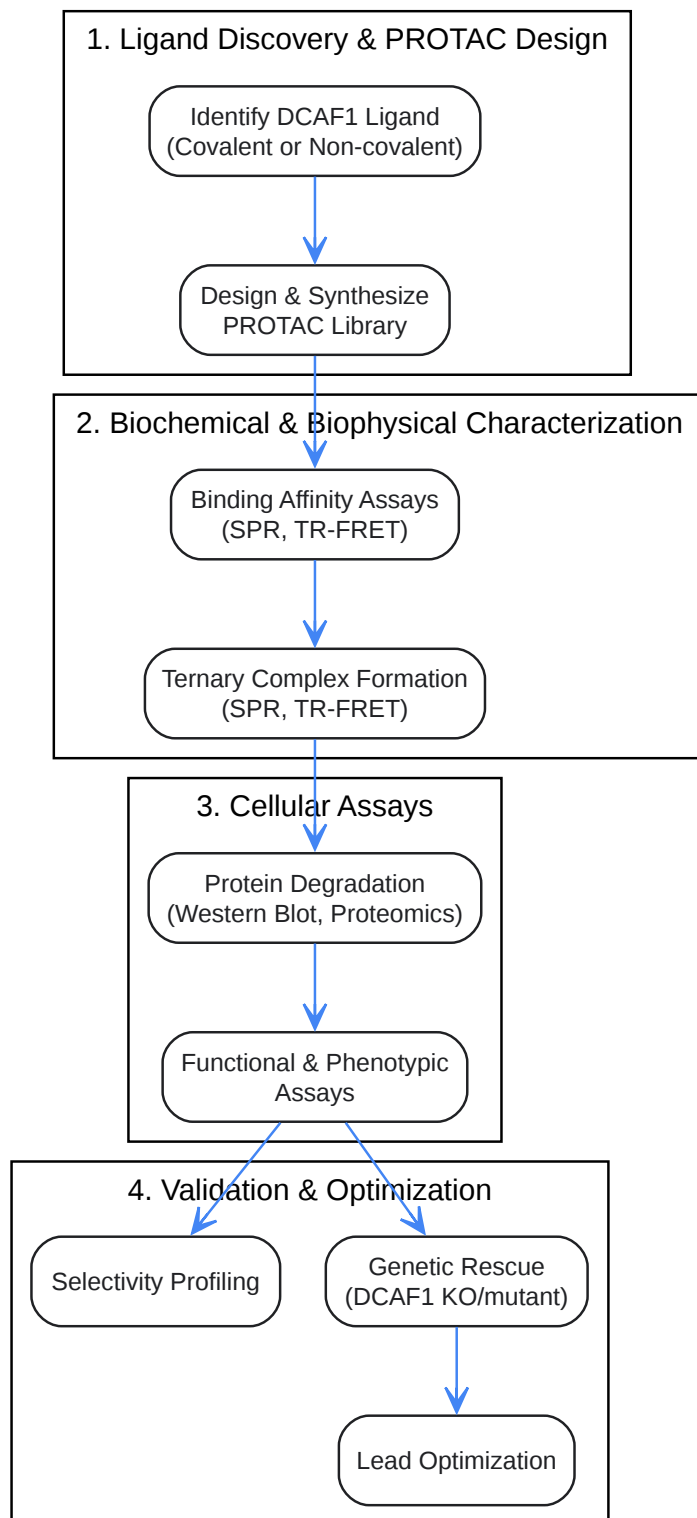 1. Ligand Discovery & PROTAC Design
Identify DCAF1 Ligand
(Covalent or Non-covalent)
Design & Synthesize
PROTAC Library
2. Biochemical & Biophysical Characterization
Binding Affinity Assays
(SPR, TR-FRET)
Ternary Complex Formation
(SPR, TR-FRET)
3. Cellular Assays
Protein Degradation
(Western Blot, Proteomics)
Functional & Phenotypic
Assays
4. Validation & Optimization
Selectivity Profiling
Genetic Rescue
(DCAF1 KO/mutant)
Lead Optimization